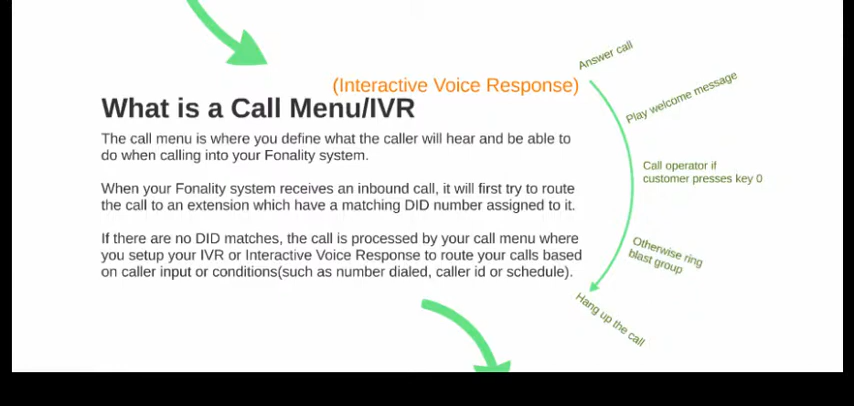 (Interactive Voice Response)
What is a Call Menu/IVR
The call menu is where you define what the caller will hear and be able to
do when calling into your Fonality system.
When your Fonality system receives an inbound call, it will first try to route
the call to an extension which have a matching DID number assigned to it.
If there are no DID matches, the call is processed by your call menu where
you setup your IVR or Interactive Voice Response to route your calls based
on caller input or conditions(such as number dialed, caller id or schedule).
Answer call
Play welcome message
Call operator if
customer presses key 0
Otherwise ring
blast group
Hang up the call